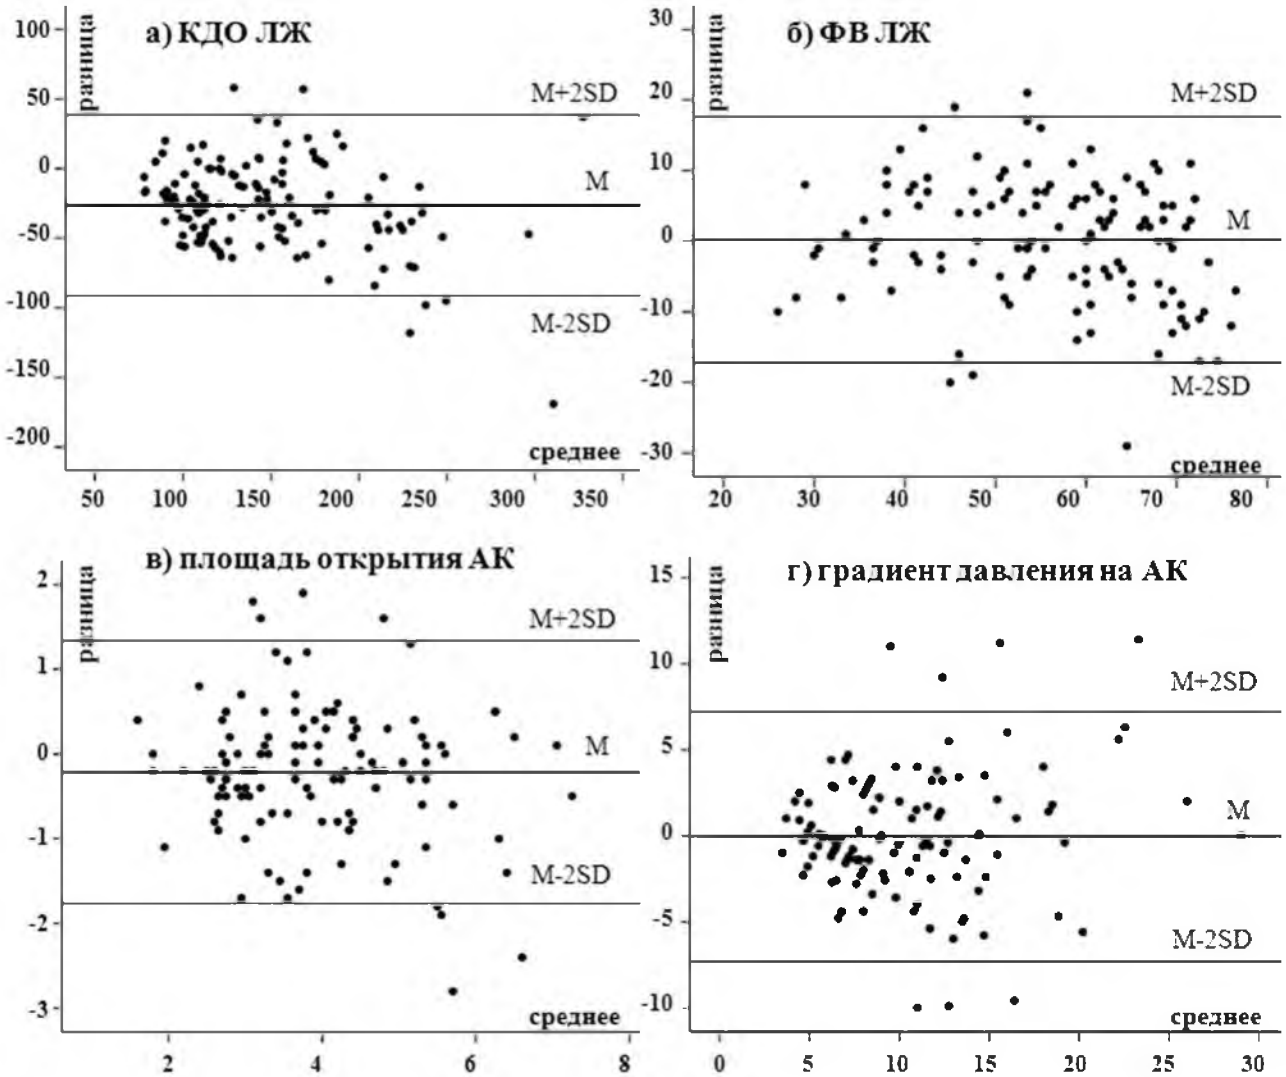 а) КДО ЛЖ
разница
100
50
0
-50
-100
-150
-200
M+2SD
M
M-2SD
среднее
50 100 150 200 250 300 350
б) ФВ ЛЖ
разница
30
20
10
0
-10
-20
-30
M+2SD
M
M-2SD
среднее
20 30 40 50 60 70 80
в) площадь открытия АК
разница
2
1
0
-1
-2
-3
M+2SD
M
M-2SD
среднее
2 4 6 8
г) градиент давления на АК
разница
15
10
5
0
-5
-10
M+2SD
M
M-2SD
среднее
0 5 10 15 20 25 30